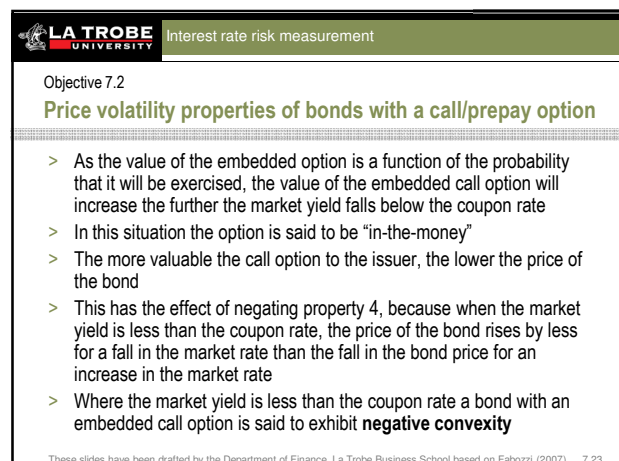 LA TROBE
UNIVERSITY
Interest rate risk measurement
Objective 7.2
Price volatility properties of bonds with a call/prepay option
> As the value of the embedded option is a function of the probability
that it will be exercised, the value of the embedded call option will
increase the further the market yield falls below the coupon rate
> In this situation the option is said to be “in-the-money”
> The more valuable the call option to the issuer, the lower the price of
the bond
> This has the effect of negating property 4, because when the market
yield is less than the coupon rate, the price of the bond rises by less
for a fall in the market rate than the fall in the bond price for an
increase in the market rate
> Where the market yield is less than the coupon rate a bond with an
embedded call option is said to exhibit negative convexity
These slides have been drafted by the Department of Finance, La Trobe Business School based on Fabozzi (2007) 7.23